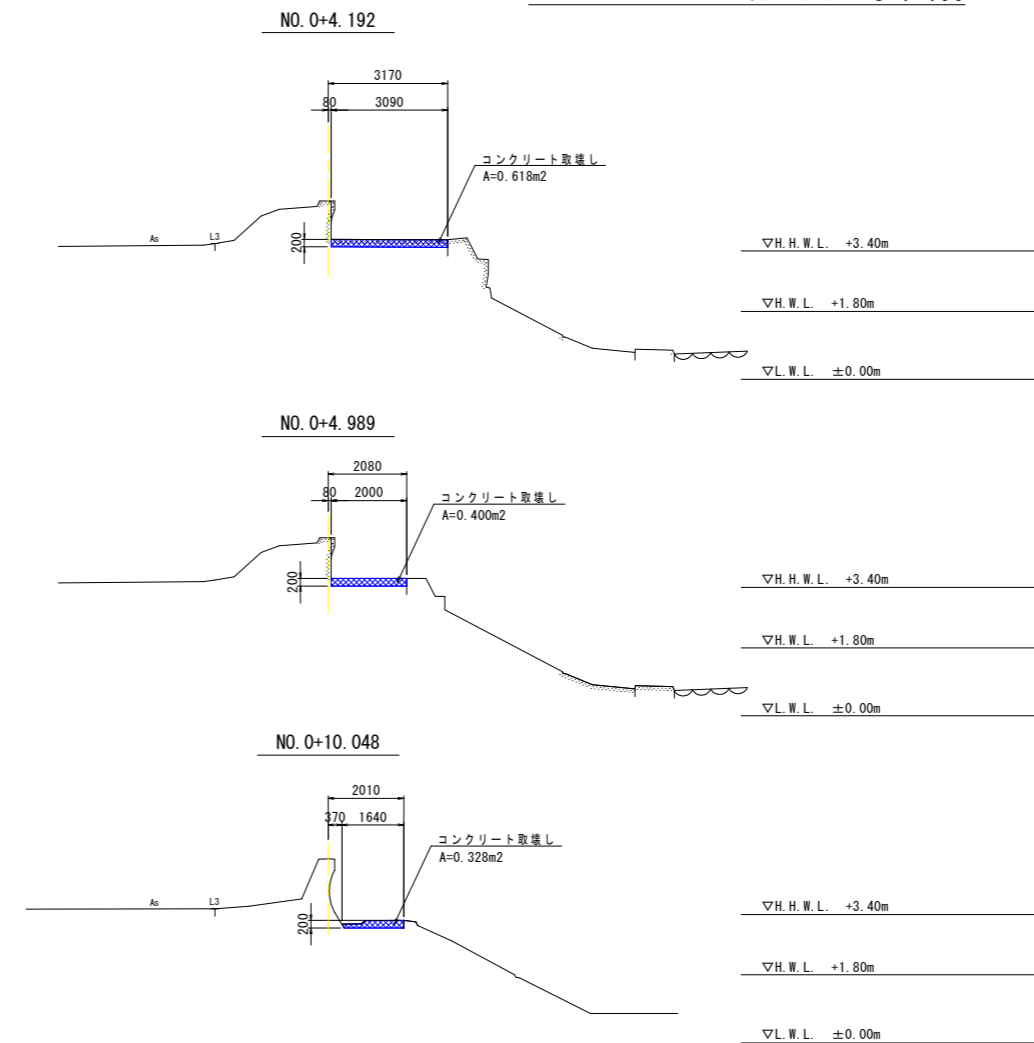 NO. 0+4. 192
3170
80 3090
コンクリート取壊し
A=0. 618m2
As L3
200
▽H. H. W. L. +3. 40m
▽H. W. L. +1. 80m
▽L. W. L. ±0. 00m
NO. 0+4. 989
2080
80 2000
コンクリート取壊し
A=0. 400m2
200
▽H. H. W. L. +3. 40m
▽H. W. L. +1. 80m
▽L. W. L. ±0. 00m
NO. 0+10. 048
2010
370 1640
コンクリート取壊し
A=0. 328m2
As L3
200
▽H. H. W. L. +3. 40m
▽H. W. L. +1. 80m
▽L. W. L. ±0. 00m